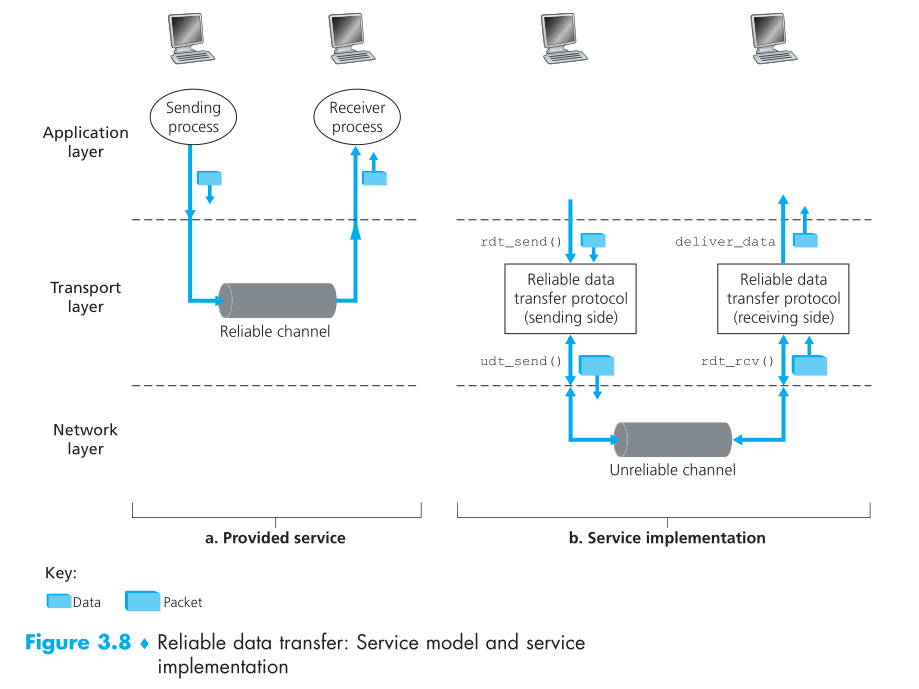 Sending
process
Receiver
process
Application
layer
rdt_send()
deliver_data
Transport
layer
Reliable channel
Reliable data
transfer protocol
(sending side)
Reliable data
transfer protocol
(receiving side)
udt_send()
rdt_rcv()
Network
layer
Unreliable channel
a. Provided service
b. Service implementation
Key:
Data
Packet
Figure 3.8 ♦ Reliable data transfer: Service model and service
implementation